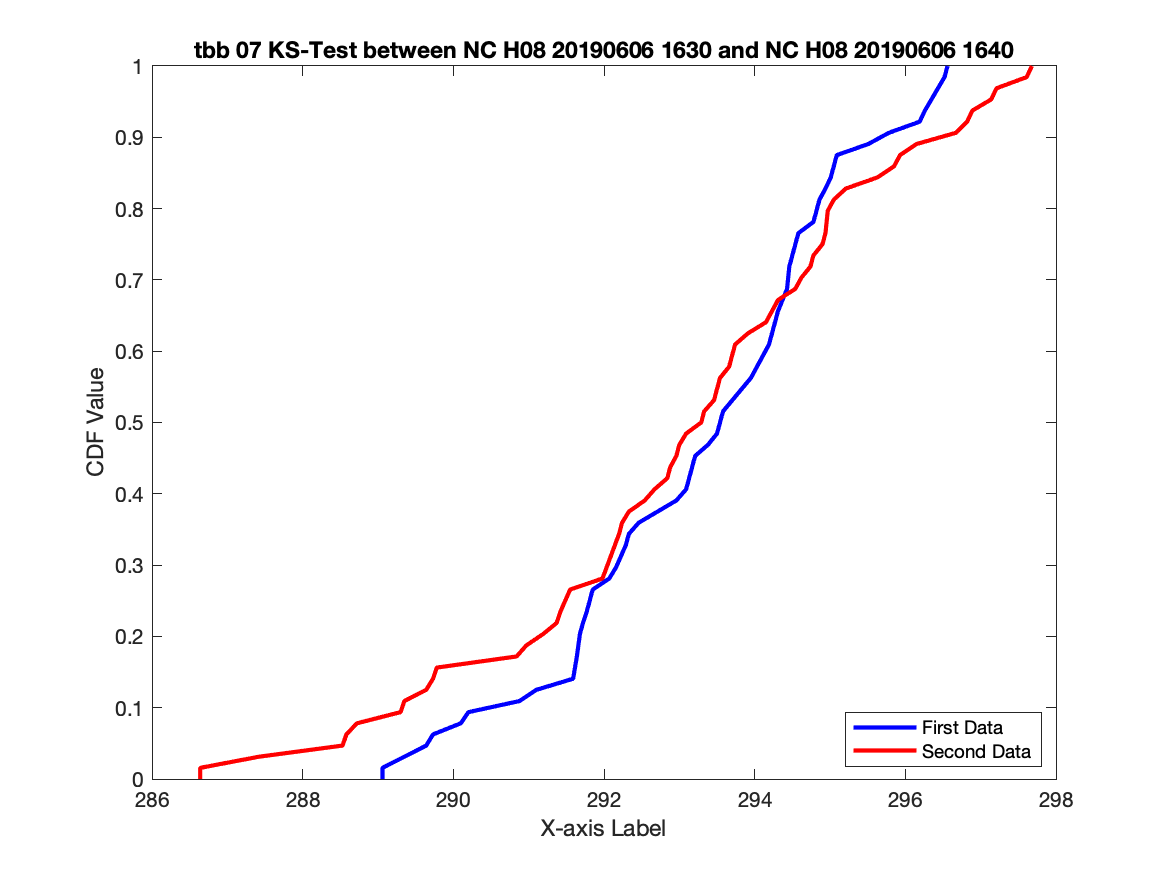 tbb 07 KS-Test between NC H08 20190606 1630 and NC H08 20190606 1640
1
0.9
0.8
0.7
0.6
0.5
0.4
0.3
0.2
0.1
0
CDF Value
286 288 290 292 294 296 298
X-axis Label
First Data
Second Data